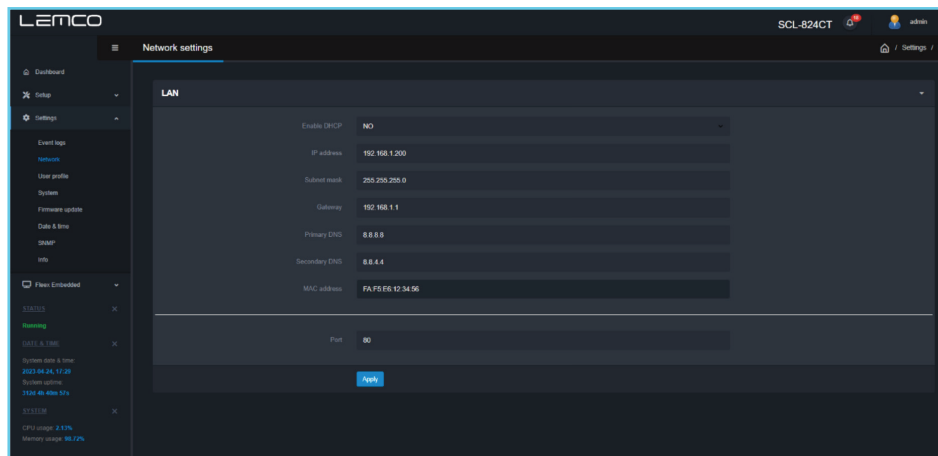 LEMCO
SCL-824CT
admin
Network settings
/ Settings /
Dashboard
Setup
Settings
Event logs
Network
User profile
System
Firmware update
Date & time
SNMP
Info
Fleex Embedded
STATUS
Running
DATE & TIME
System date & time:
2023-04-24, 17:20
System uptime:
312d 4h 49m 57s
SYSTEM
CPU usage: 2.13%
Memory usage: 90.72%
LAN
Enable DHCP NO
IP address 192.168.1.200
Subnet mask 255.255.255.0
Gateway 192.168.1.1
Primary DNS 8.8.8.8
Secondary DNS 8.8.4.4
MAC address FA:F5:E6:12:34:56
Port 80
Apply